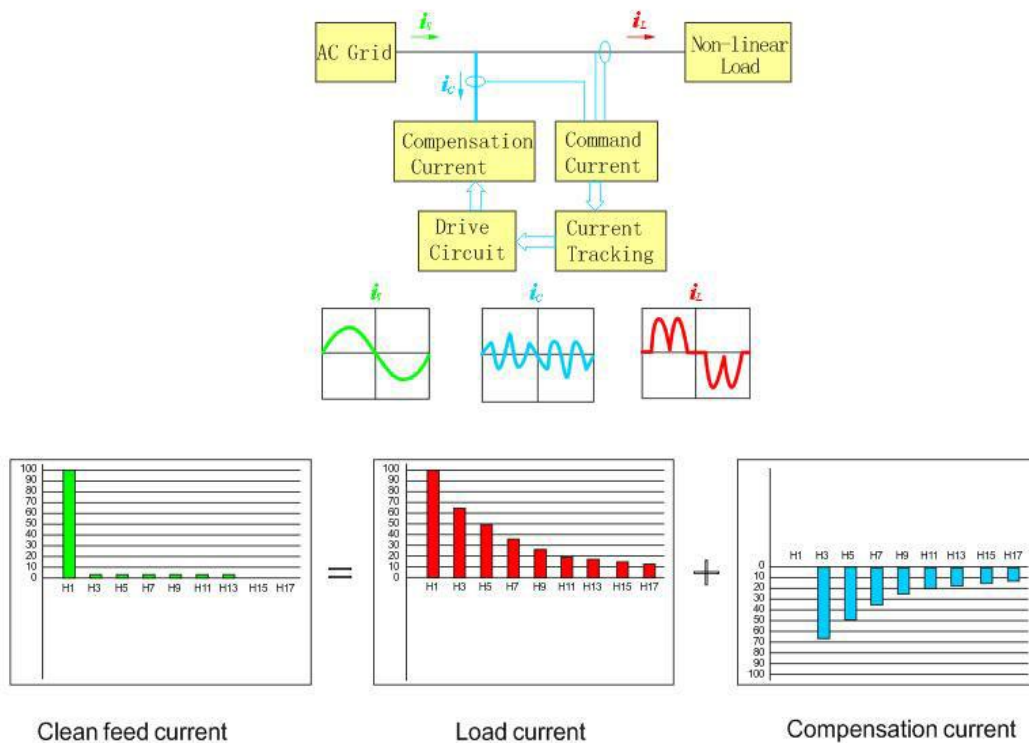 is
iL
AC Grid
Non-linear
Load
ic
Compensation
Current
Command
Current
Drive
Circuit
Current
Tracking
is
ic
iL
100
90
80
70
60
50
40
30
20
10
0
H1 H3 H5 H7 H9 H11 H13 H15 H17
=
100
90
80
70
60
50
40
30
20
10
0
H1 H3 H5 H7 H9 H11 H13 H15 H17
+
H1 H3 H5 H7 H9 H11 H13 H15 H17
0
10
20
30
40
50
60
70
80
90
100
Clean feed current
Load current
Compensation current